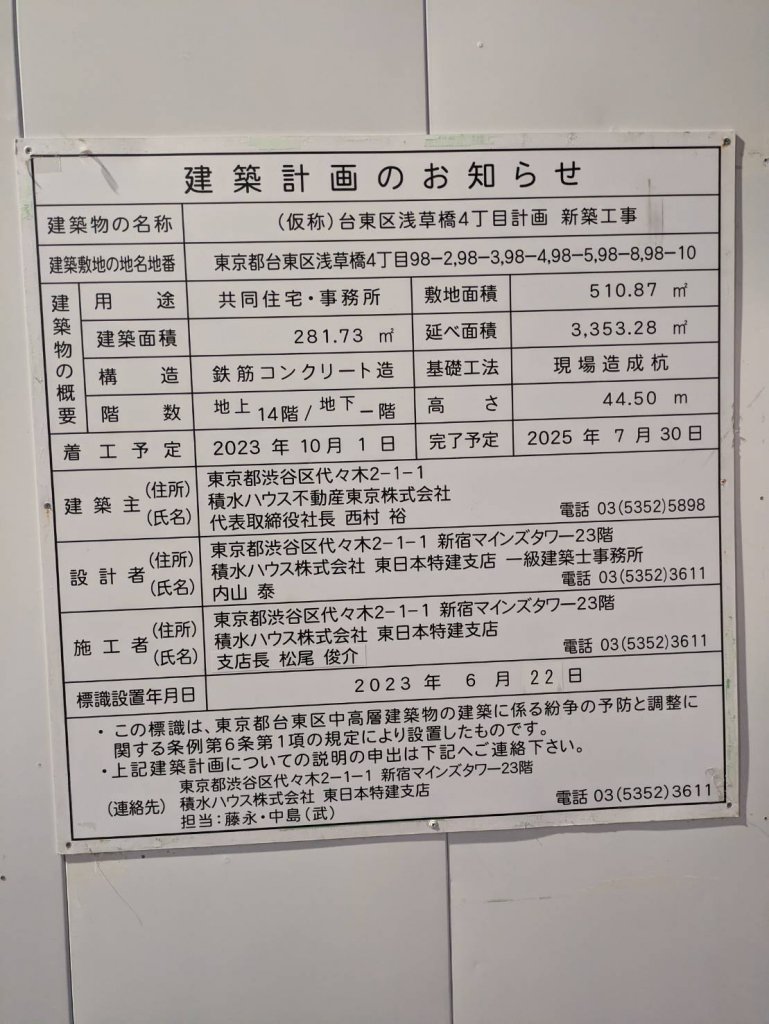 建築計画のお知らせ
建築物の名称 (仮称)台東区浅草橋4丁目計画 新築工事
建築敷地の地名地番 東京都台東区浅草橋4丁目98-2,98-3,98-4,98-5,98-8,98-10
建築物の概要
用途 共同住宅・事務所 敷地面積 510.87 ㎡
建築面積 281.73 ㎡ 延べ面積 3,353.28 ㎡
構造 鉄筋コンクリート造 基礎工法 現場造成杭
階数 地上 14階/地下 ー階 高さ 44.50 m
着工予定 2023 年 10月 1 日 完了予定 2025 年 7 月 30日
建築主 (住所) (氏名)
東京都渋谷区代々木2-1-1
積水ハウス不動産東京株式会社
代表取締役社長 西村 裕 電話 03(5352)5898
設計者 (住所) (氏名)
東京都渋谷区代々木2-1-1 新宿マインズタワー23階
積水ハウス株式会社 東日本特建支店 一級建築士事務所
内山 泰 電話 03(5352)3611
施工者 (住所) (氏名)
東京都渋谷区代々木2-1-1 新宿マインズタワー23階
積水ハウス株式会社 東日本特建支店
支店長 松尾 俊介 電話 03(5352)3611
標識設置年月日 2023 年 6 月 22 日
・この標識は、東京都台東区中高層建築物の建築に係る紛争の予防と調整に
関する条例第6条第1項の規定により設置したものです。
・上記建築計画についての説明の申出は下記へご連絡下さい。
東京都渋谷区代々木2-1-1 新宿マインズタワー23階
(連絡先) 積水ハウス株式会社 東日本特建支店 電話 03(5352)3611
担当:藤永・中島(武)